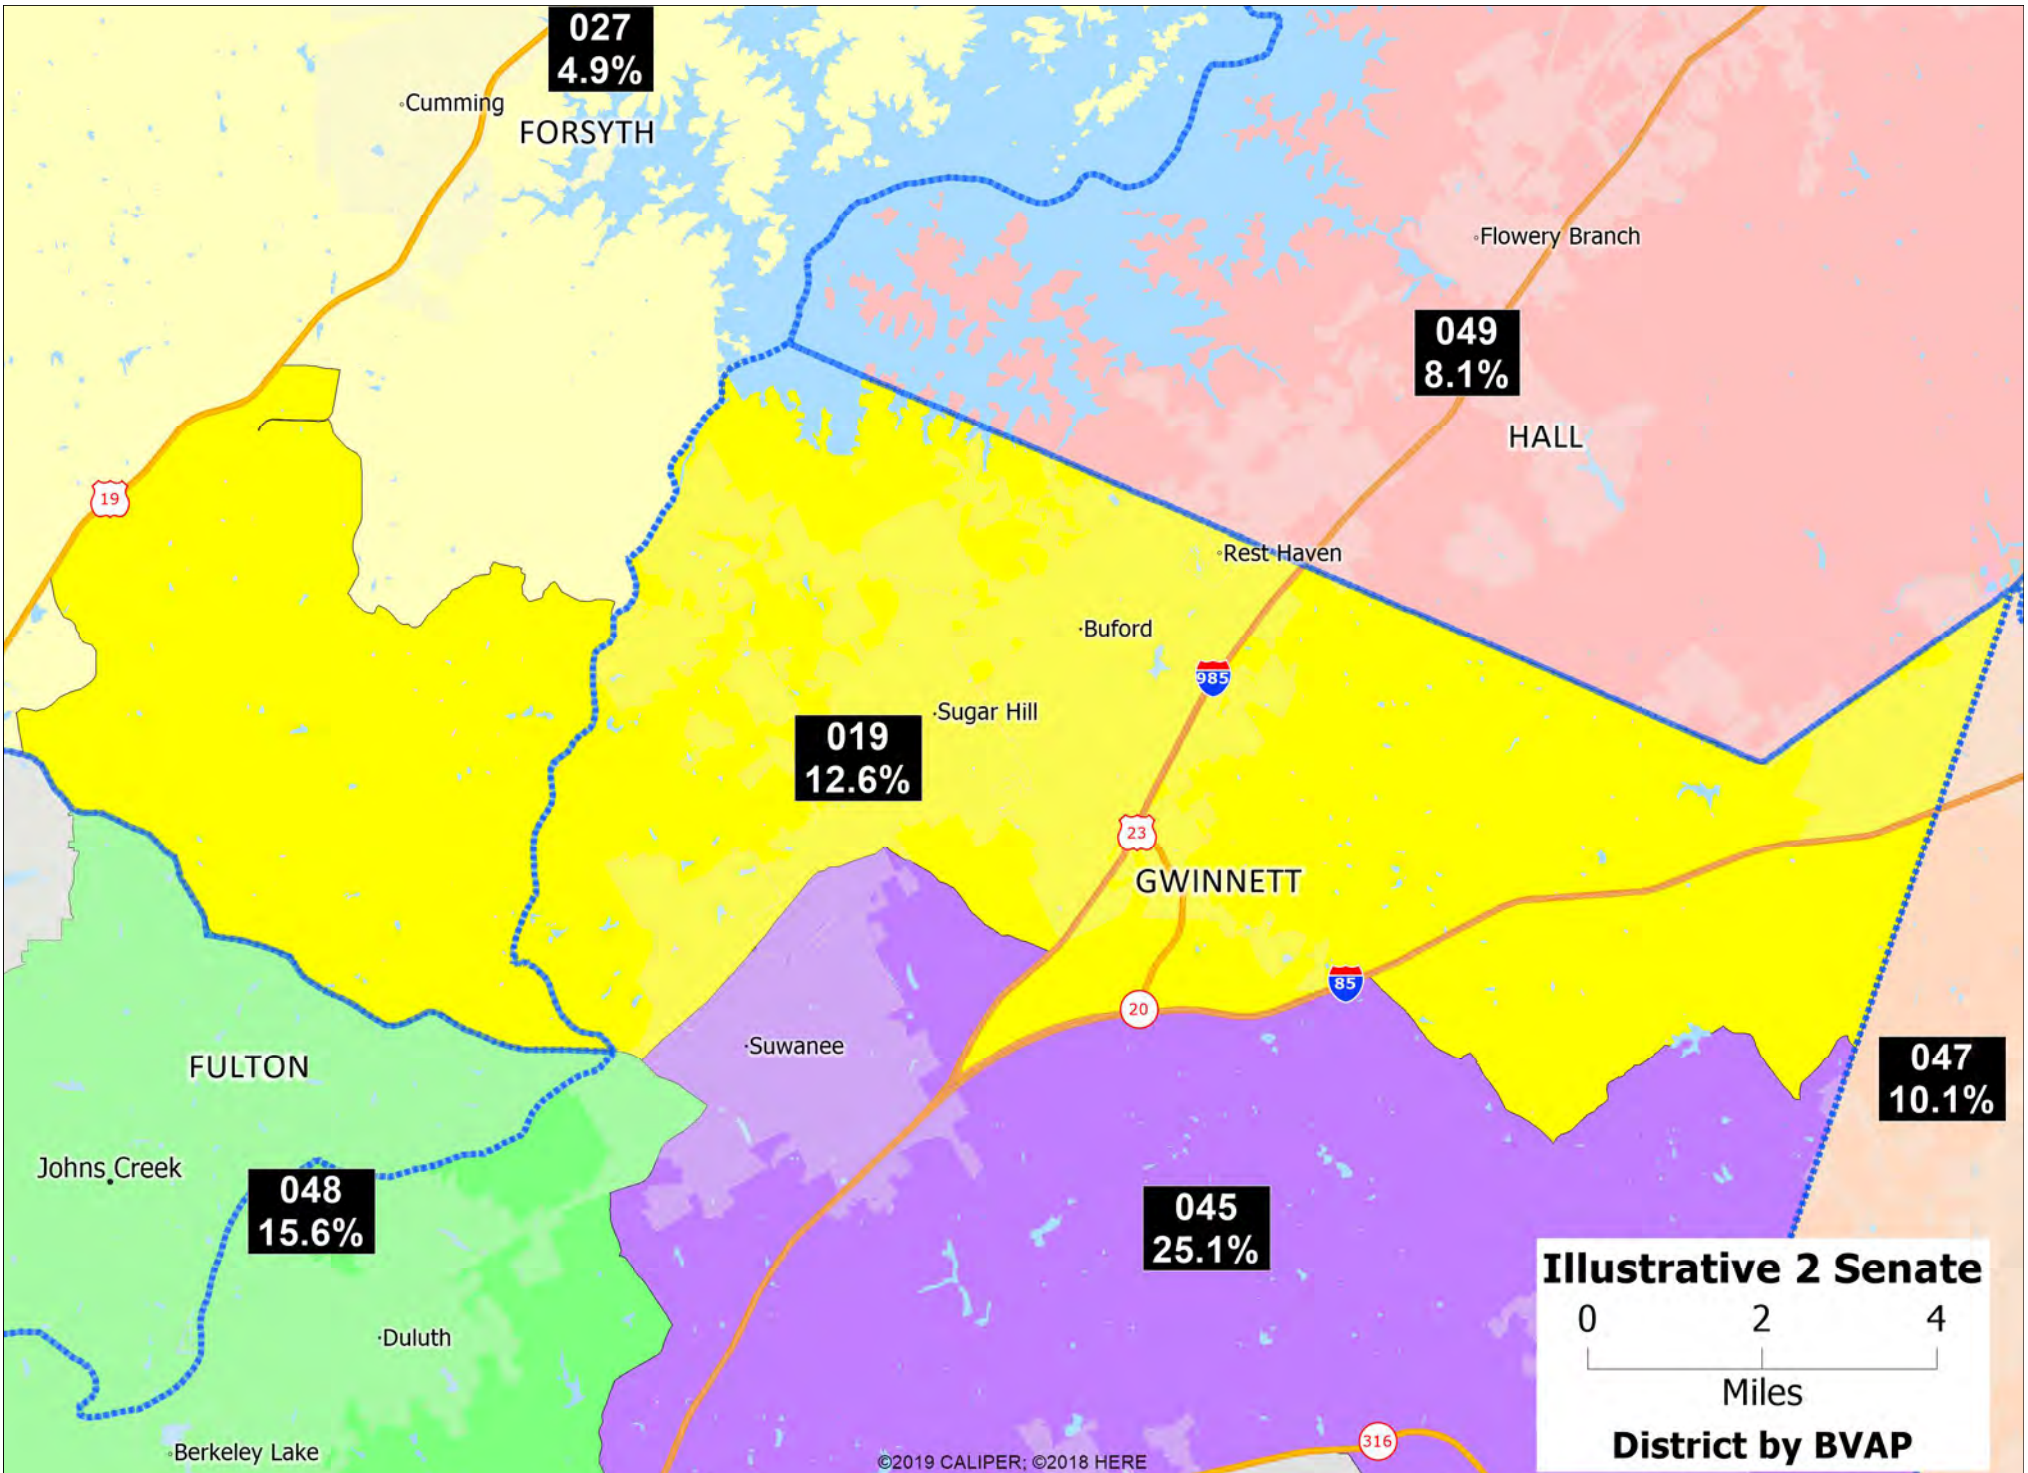 027
4.9%
Cumming
FORSYTH
Flowery Branch
049
8.1%
HALL
19
Rest Haven
Buford
985
Sugar Hill
019
12.6%
23
GWINNETT
85
20
Suwanee
FULTON
047
10.1%
Johns Creek
048
15.6%
045
25.1%
Illustrative 2 Senate
0 2 4
Miles
District by BVAP
Duluth
316
Berkeley Lake
©2019 CALIPER; ©2018 HERE